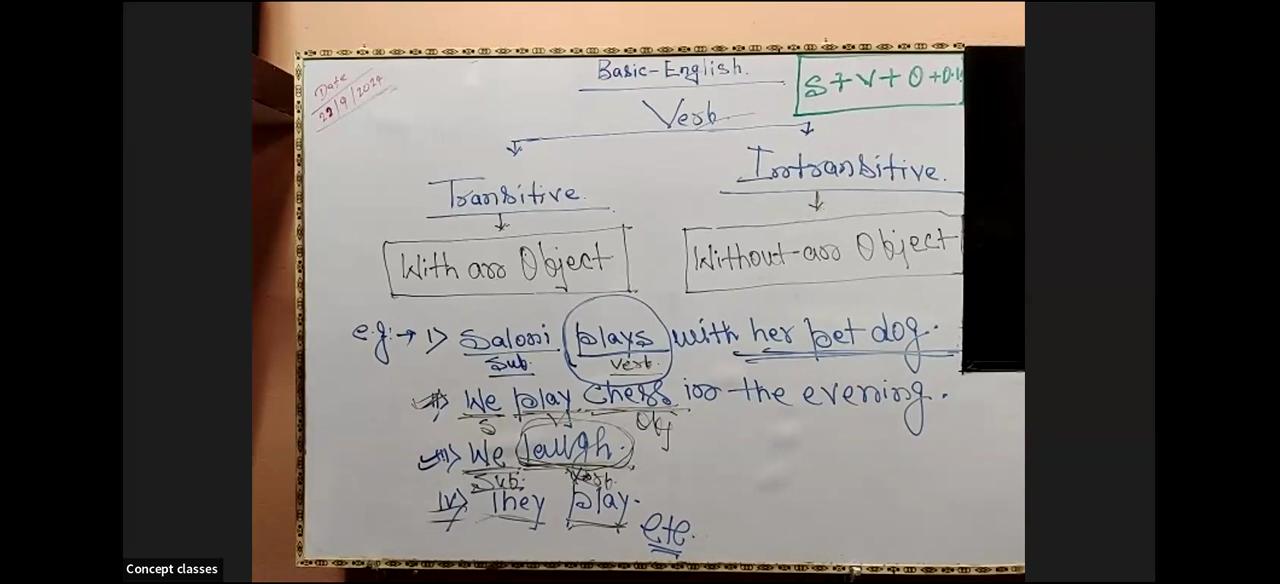 Date
22/9/2024
Basic-English.
S+V+O+O.
Verb
Transitive
Intransitive.
With an Object
Without-an Object
e.g:→ i) Saloni plays with her pet dog.
Sub. Verb.
ii) We play chess in the evening.
S V Obj
iii) We laugh.
Sub. Verb.
iv) They play.
etc.
Concept classes